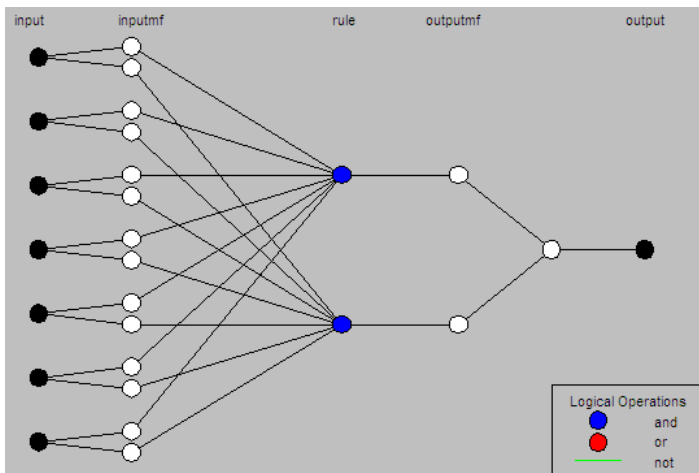 input inputmf rule outputmf output
Logical Operations
and
or
not